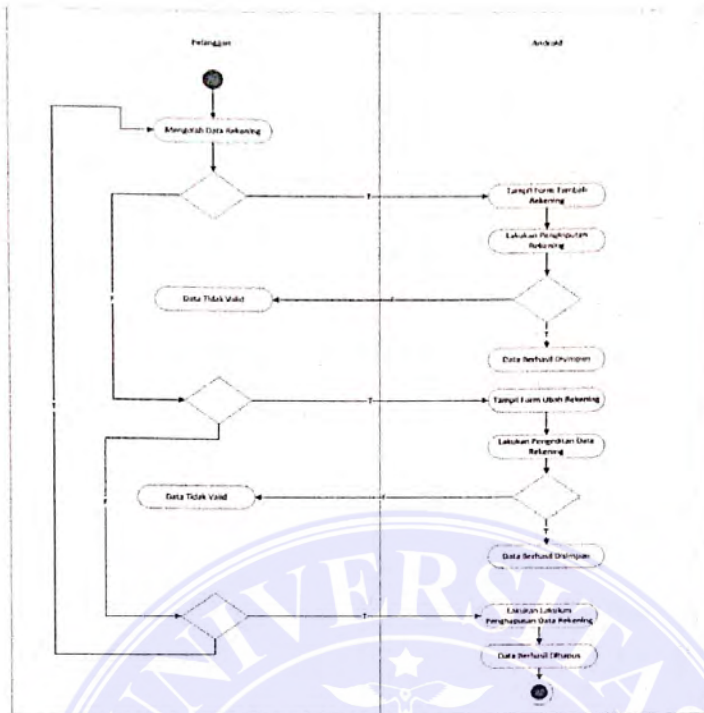 Pelanggan
Android
Mengolah Data Rekening
T
Tampil Form Tambah
Rekening
Lakukan Penginputan
Rekening
F
Data Tidak Valid
F
T
Data Berhasil Disimpan
T
Tampil Form Ubah Rekening
Lakukan Pengeditan Data
Rekening
F
Data Tidak Valid
F
T
Data Berhasil Disimpan
UNIVERSITAS
T
Lakukan Lakukan
Penghapusan Data Rekening
Data Berhasil Dihapus